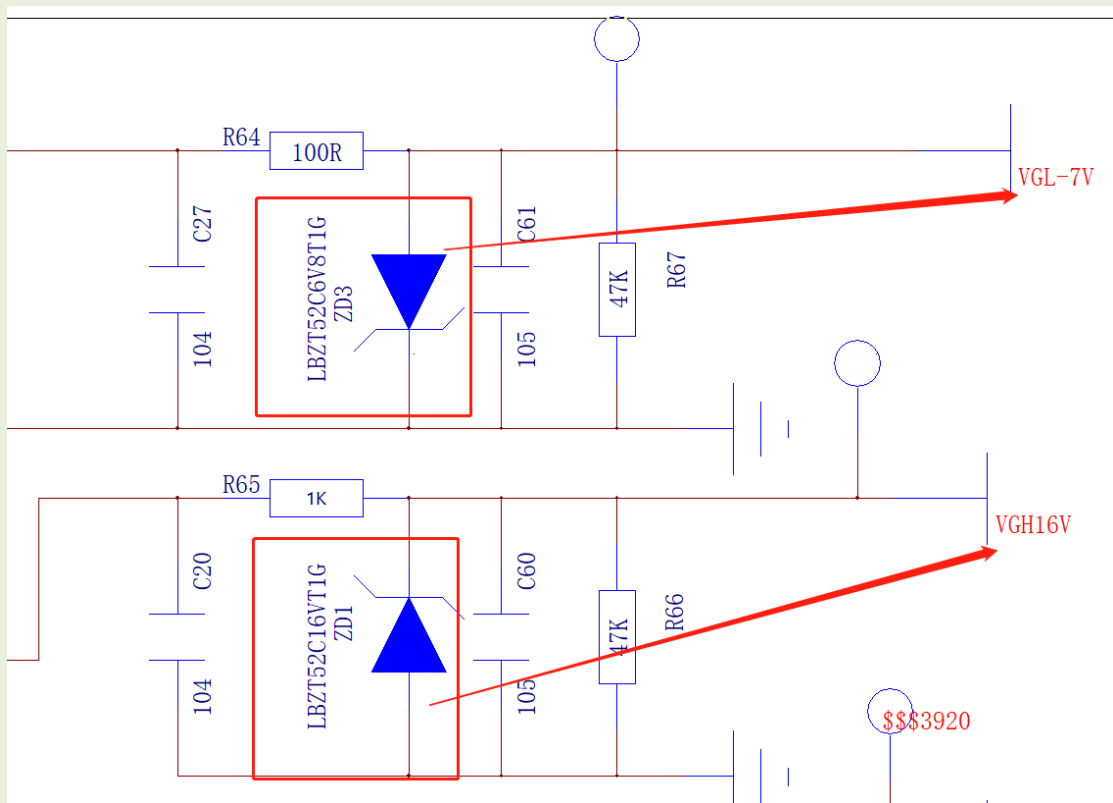 R64
100R
VGL-7V
C27
LBZT52C6V8T1G
ZD3
C61
47K
R67
104
105
R65
1K
VGH16V
C20
LBZT52C16VT1G
ZD1
C60
47K
R66
104
105
$$$3920